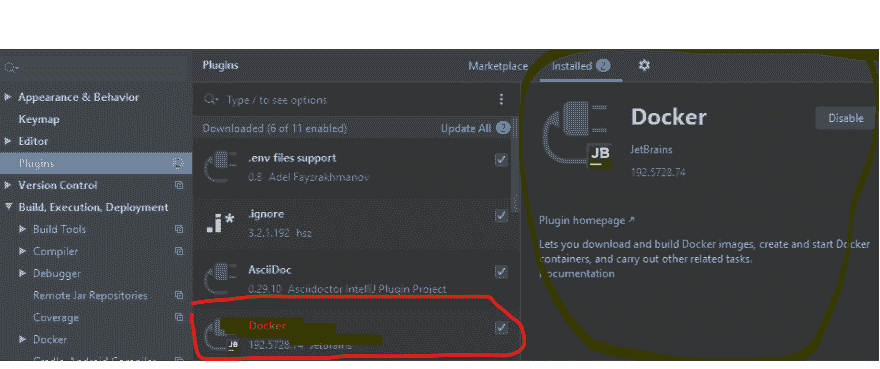 Plugins
Marketplace
Installed 2
Type / to see options
Downloaded (6 of 11 enabled)
Update All 2
Appearance & Behavior
Keymap
Editor
Plugins
Version Control
Build, Execution, Deployment
Build Tools
Compiler
Debugger
Remote Jar Repositories
Coverage
Docker
.env files support
0.8 Adel Fayzrakhmanov
.i*
.ignore
3.2.1.192 hsz
AsciiDoc
0.29.10 AsciidoctorIntelliJ Plugin Project
Docker
JB
192.5728.74 JetBrains
Docker
Disable
JB
JetBrains
192.5728.74
Plugin homepage
Lets you download and build Docker images, create and start Docker
containers, and carry out other related tasks.
Documentation